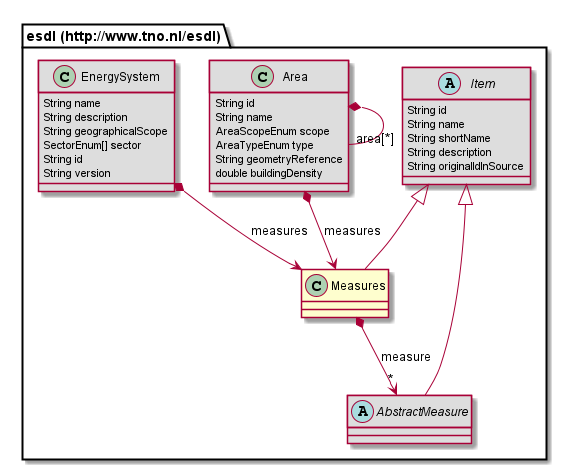 esdl (http://www.tno.nl/esdl)
C EnergySystem
String name
String description
String geographicalScope
SectorEnum[] sector
String id
String version
C Area
String id
String name
AreaScopeEnum scope
AreaTypeEnum type
String geometryReference
double buildingDensity
area[*]
A Item
String id
String name
String shortName
String description
String originalIdInSource
measures
measures
C Measures
measure
*
A AbstractMeasure